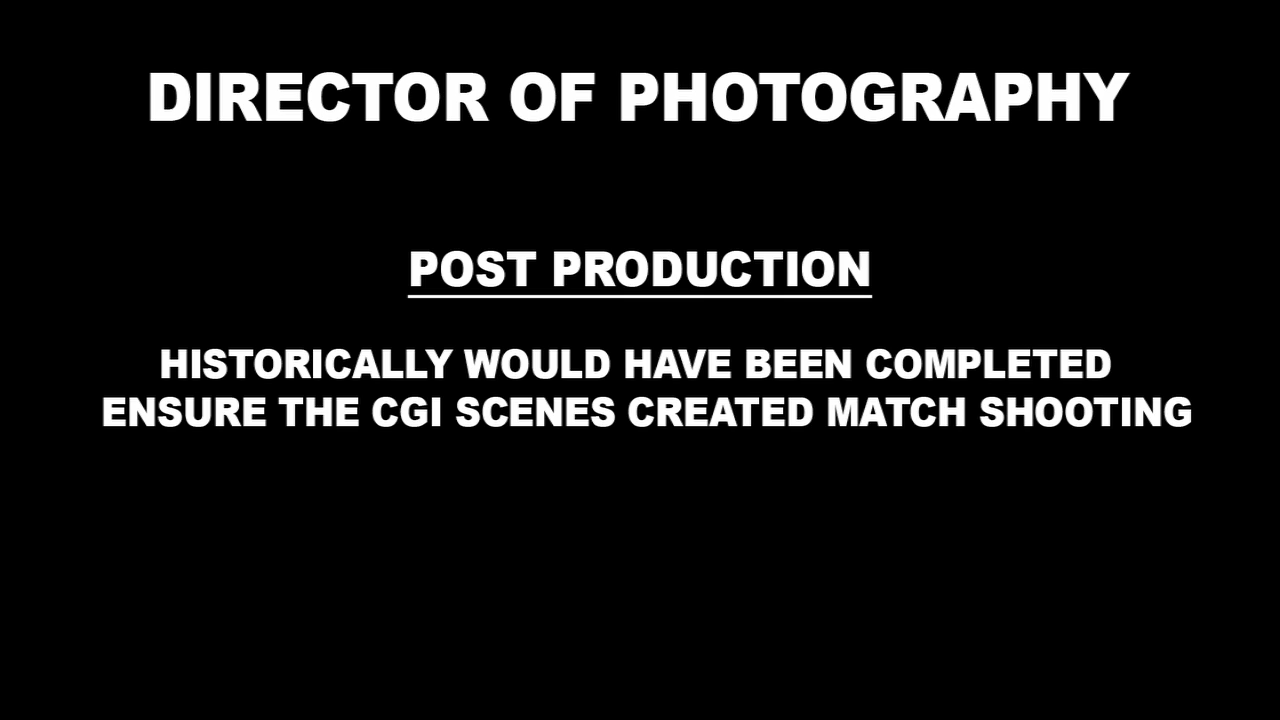 DIRECTOR OF PHOTOGRAPHY
POST PRODUCTION
HISTORICALLY WOULD HAVE BEEN COMPLETED
ENSURE THE CGI SCENES CREATED MATCH SHOOTING